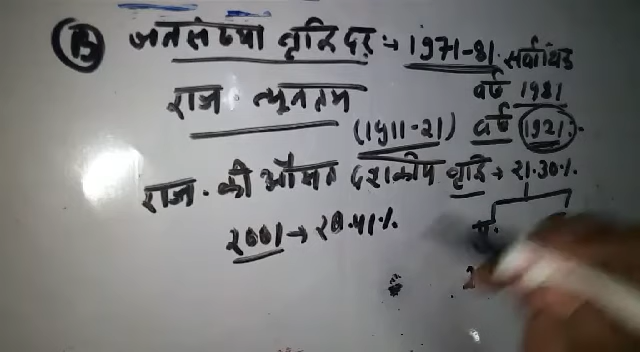 (B) जनसंख्या वृद्धि दर :→ 1971-81. सर्वाधिक
वर्ष 1981
राज. न्यूनतम
(1911-21) वर्ष 1921.
राज. की औसत दशकीय वृद्धि → 21.30%.
2001 → 28.41%.